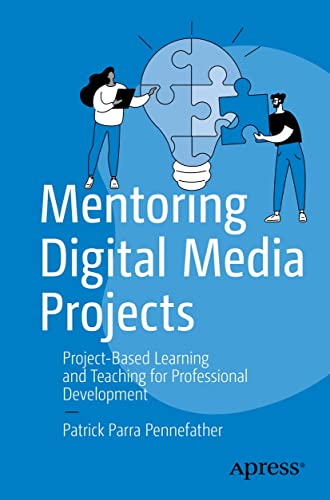 Mentoring
Digital Media
Projects
Project-Based Learning
and Teaching for Professional
Development
—
Patrick Parra Pennefather
Apress®